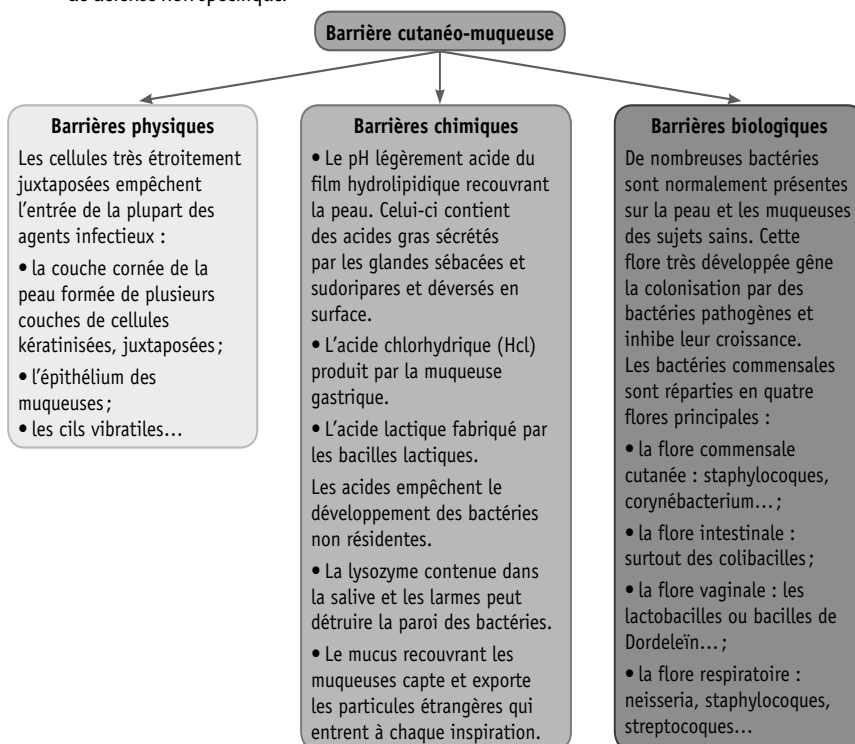 de défense non spécifique.
Barrière cutanéo-muqueuse
Barrières physiques
Les cellules très étroitement
juxtaposées empêchent
l'entrée de la plupart des
agents infectieux :
• la couche cornée de la
peau formée de plusieurs
couches de cellules
kératinisées, juxtaposées ;
• l'épithélium des
muqueuses ;
• les cils vibratiles…
Barrières chimiques
• Le pH légèrement acide du
film hydrolipidique recouvrant
la peau. Celui-ci contient
des acides gras sécrétés
par les glandes sébacées et
sudoripares et déversés en
surface.
• L'acide chlorhydrique (Hcl)
produit par la muqueuse
gastrique.
• L'acide lactique fabriqué par
les bacilles lactiques.
Les acides empêchent le
développement des bactéries
non résidentes.
• La lysozyme contenue dans
la salive et les larmes peut
détruire la paroi des bactéries.
• Le mucus recouvrant les
muqueuses capte et exporte
les particules étrangères qui
entrent à chaque inspiration.
Barrières biologiques
De nombreuses bactéries
sont normalement présentes
sur la peau et les muqueuses
des sujets sains. Cette
flore très développée gêne
la colonisation par des
bactéries pathogènes et
inhibe leur croissance.
Les bactéries commensales
sont réparties en quatre
flores principales :
• la flore commensale
cutanée : staphylocoques,
corynébacterium… ;
• la flore intestinale :
surtout des colibacilles ;
• la flore vaginale : les
lactobacilles ou bacilles de
Dordeleïn… ;
• la flore respiratoire :
neisseria, staphylocoques,
streptocoques…